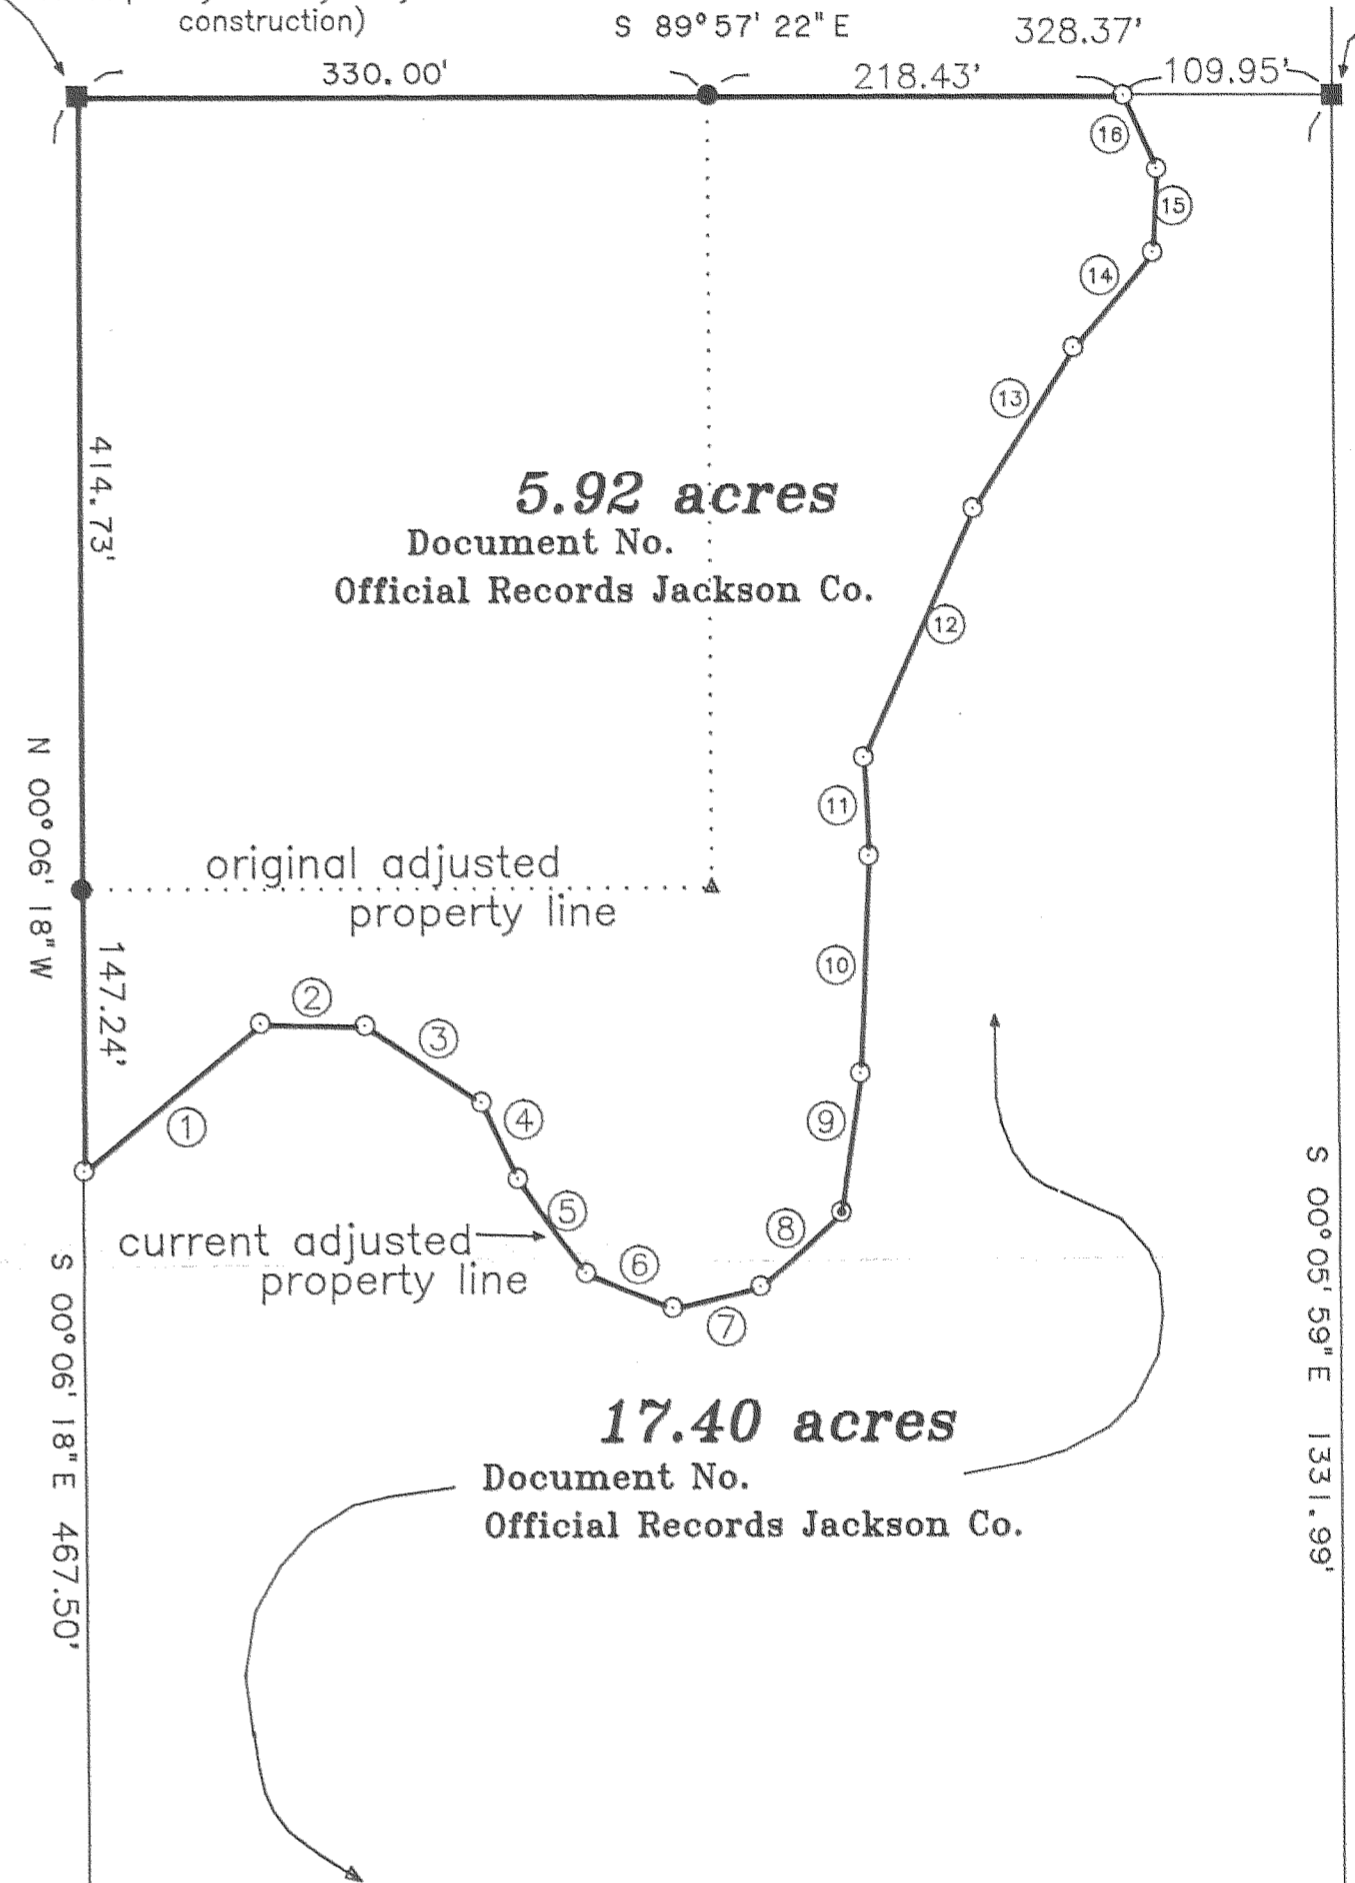 construction)
S 89° 57' 22" E
328.37'
330.00'
218.43'
109.95'
16
15
14
13
414.73'
5.92 acres
Document No.
Official Records Jackson Co.
12
N 00° 06' 18" W
11
original adjusted
property line
147.24'
10
2
3
1
4
9
5
8
current adjusted
property line
6
7
S 00° 06' 18" E 467.50'
S 00° 05' 59" E 1331.99'
17.40 acres
Document No.
Official Records Jackson Co.